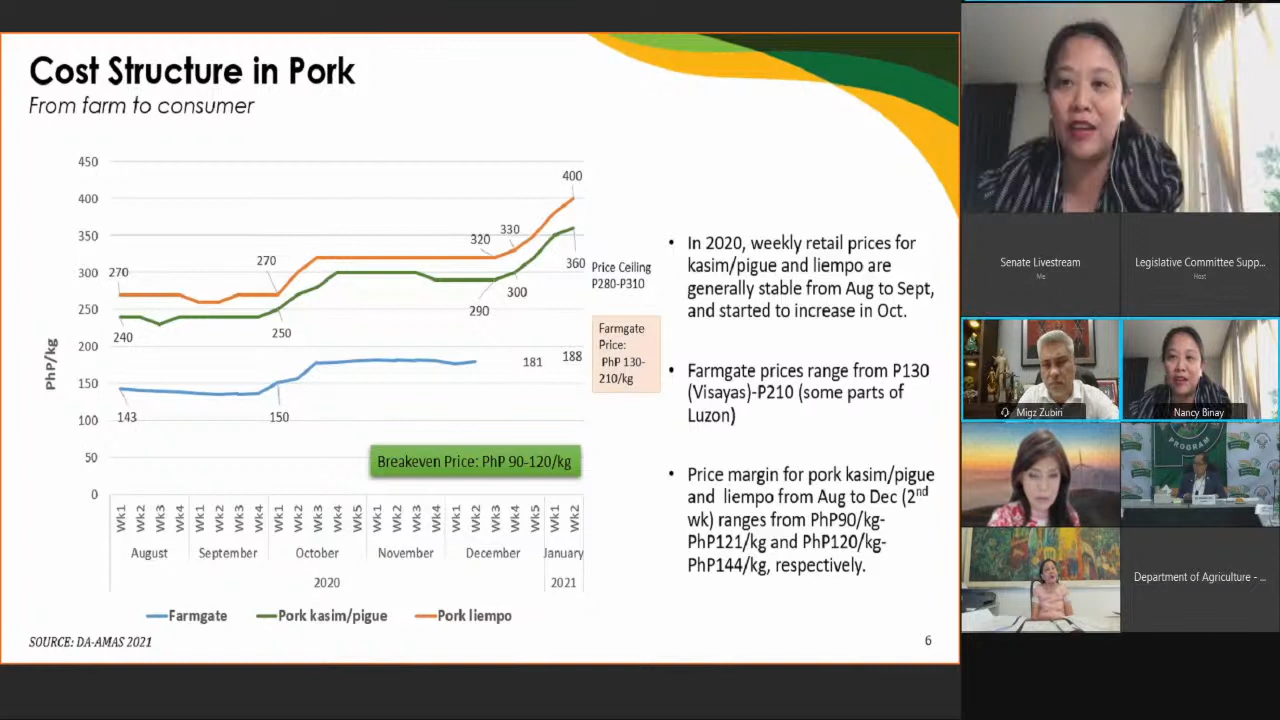 Cost Structure in Pork
From farm to consumer
450
400
350
300
250
200
150
100
50
0
PhP/kg
270
240
143
270
250
150
320
330
290
300
400
360
181
188
Price Ceiling
P280-P310
Farmgate
Price:
PhP 130-
210/kg
Breakeven Price: PhP 90-120/kg
Wk1 Wk2 Wk3 Wk4 Wk1 Wk2 Wk3 Wk4 Wk1 Wk2 Wk3 Wk4 Wk5 Wk1 Wk2 Wk3 Wk4 Wk1 Wk2 Wk3 Wk4 Wk5 Wk1 Wk2
August September October November December January
2020 2021
Farmgate Pork kasim/pigue Pork liempo
SOURCE: DA-AMAS 2021
• In 2020, weekly retail prices for
kasim/pigue and liempo are
generally stable from Aug to Sept,
and started to increase in Oct.
• Farmgate prices range from P130
(Visayas)-P210 (some parts of
Luzon)
• Price margin for pork kasim/pigue
and liempo from Aug to Dec (2nd
wk) ranges from PhP90/kg-
PhP121/kg and PhP120/kg-
PhP144/kg, respectively.
6
Senate Livestream
Me
Legislative Committee Supp...
Host
Migz Zubiri
Nancy Binay
PROGRAM
Department of Agriculture - ...